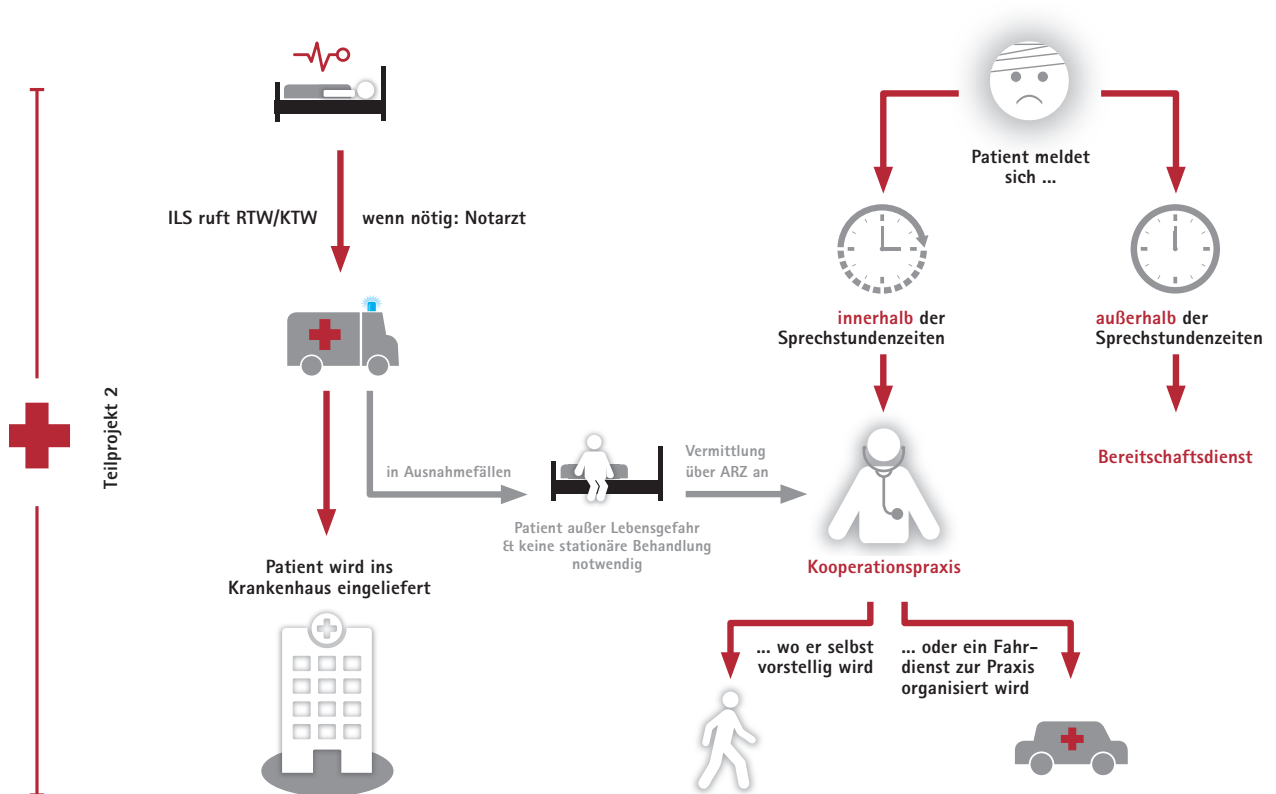 Teilprojekt 2
ILS ruft RTW/KTW
wenn nötig: Notarzt
in Ausnahmefällen
Patient außer Lebensgefahr
& keine stationäre Behandlung
notwendig
Vermittlung
über ARZ an
Patient wird ins
Krankenhaus eingeliefert
Patient meldet
sich ...
innerhalb der
Sprechstundenzeiten
außerhalb der
Sprechstundenzeiten
Bereitschaftsdienst
Kooperationspraxis
... wo er selbst
vorstellig wird
... oder ein Fahr-
dienst zur Praxis
organisiert wird